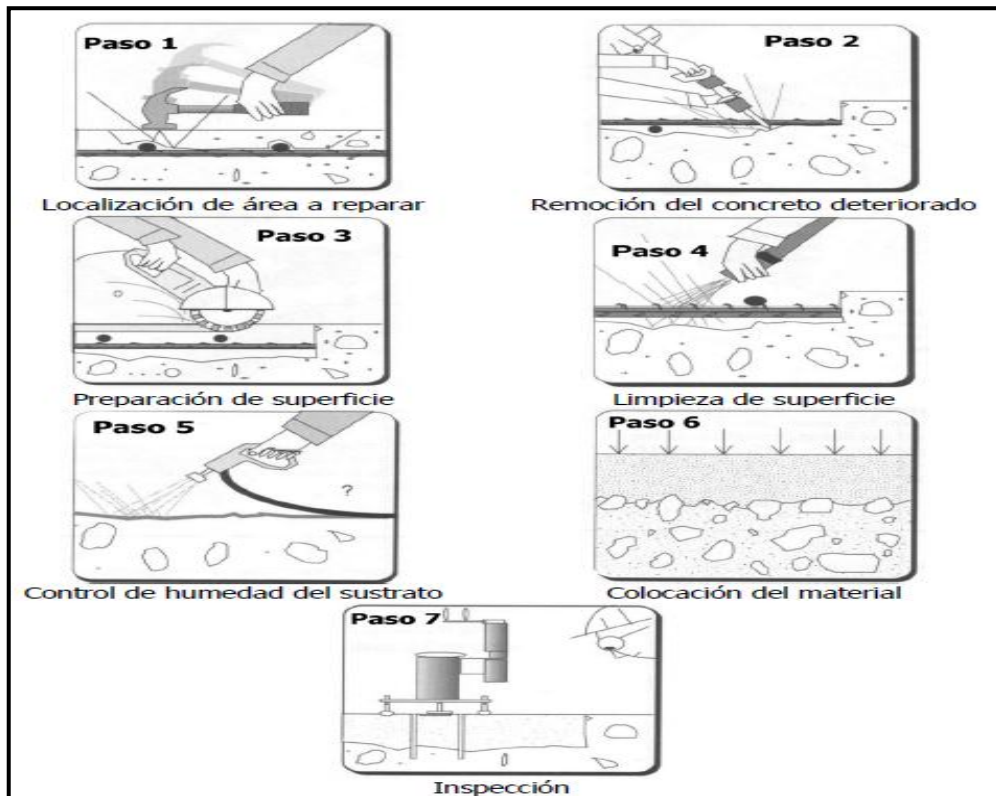 Paso 1
Localización de área a reparar
Paso 2
Remoción del concreto deteriorado
Paso 3
Preparación de superficie
Paso 4
Limpieza de superficie
Paso 5
?
Control de humedad del sustrato
Paso 6
Colocación del material
Paso 7
Inspección